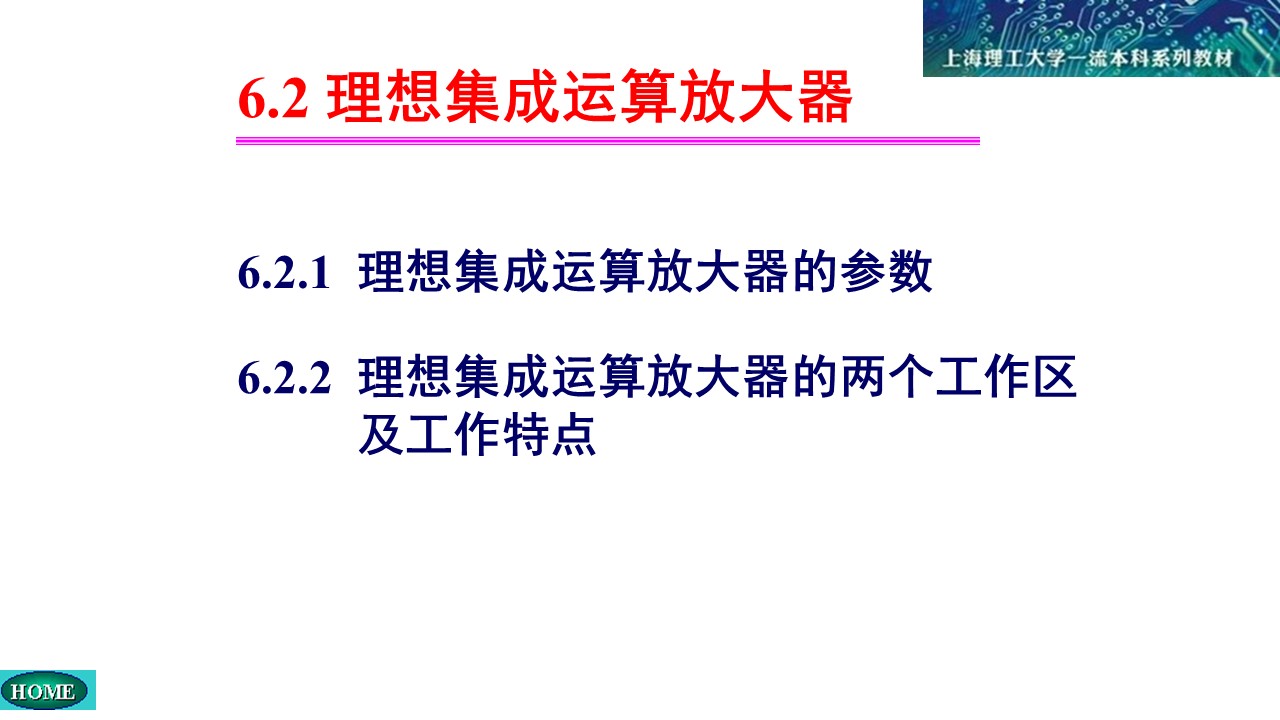 上海理工大学一流本科系列教材
6.2 理想集成运算放大器
6.2.1 理想集成运算放大器的参数
6.2.2 理想集成运算放大器的两个工作区
及工作特点
HOME